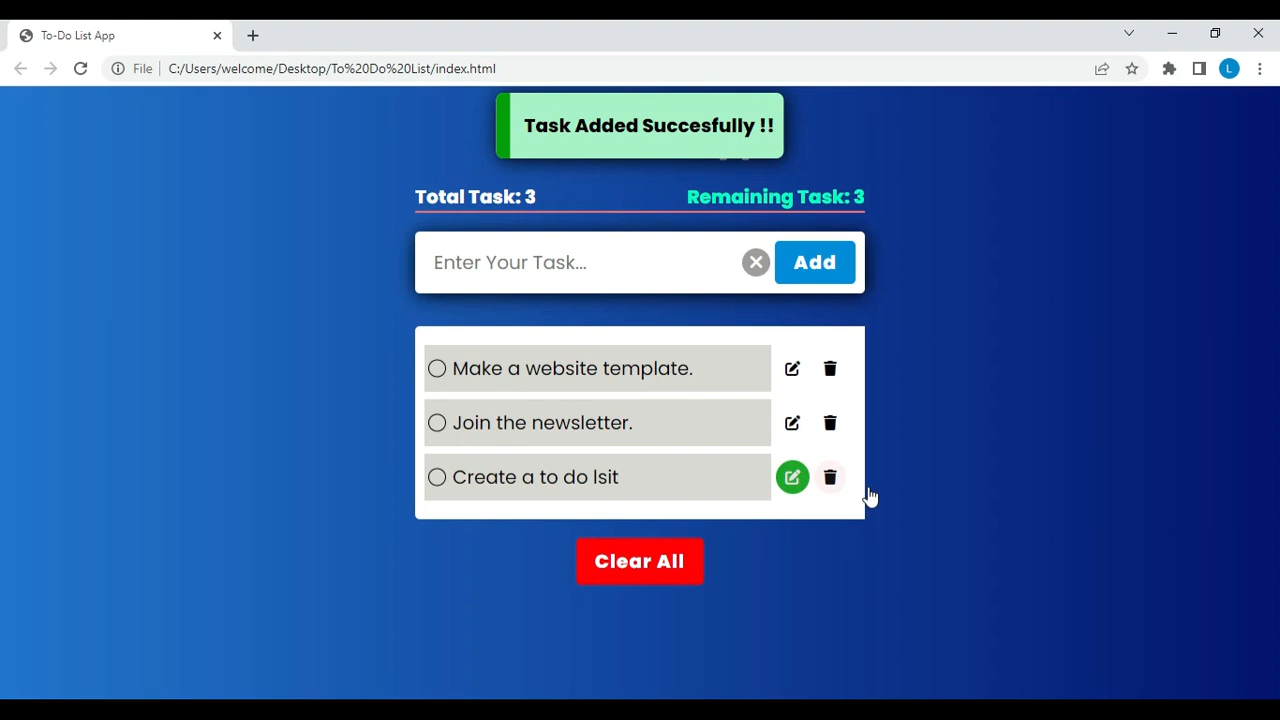 To-Do List App
File
C:/Users/welcome/Desktop/To%20Do%20List/index.html
L
Task Added Succesfully !!
Total Task: 3
Remaining Task: 3
Enter Your Task...
Add
Make a website template.
Join the newsletter.
Create a to do lsit
Clear All